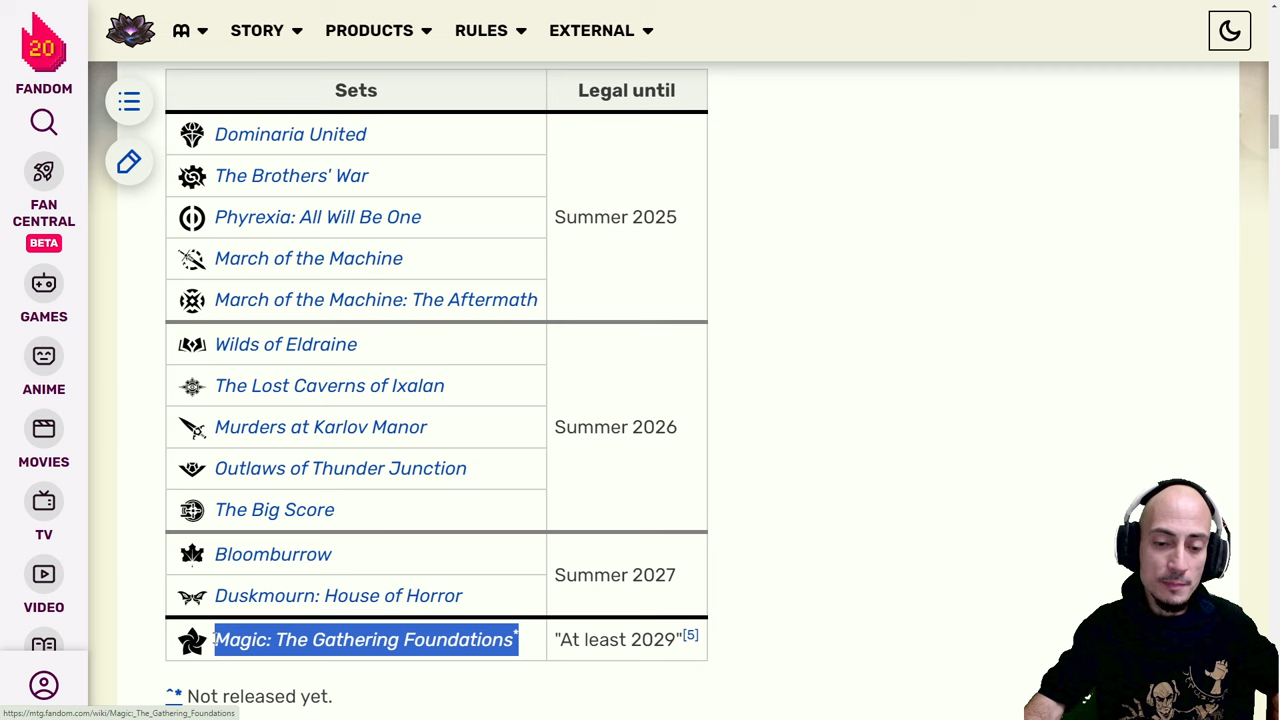 20
FANDOM
FAN
CENTRAL
BETA
GAMES
ANIME
MOVIES
TV
VIDEO
STORY
PRODUCTS
RULES
EXTERNAL
Sets
Legal until
Dominaria United
The Brothers' War
Phyrexia: All Will Be One
March of the Machine
March of the Machine: The Aftermath
Summer 2025
Wilds of Eldraine
The Lost Caverns of Ixalan
Murders at Karlov Manor
Outlaws of Thunder Junction
The Big Score
Summer 2026
Bloomburrow
Duskmourn: House of Horror
Summer 2027
Magic: The Gathering Foundations*
"At least 2029"[5]
^* Not released yet.
https://mtg.fandom.com/wiki/Magic:_The_Gathering_Foundations